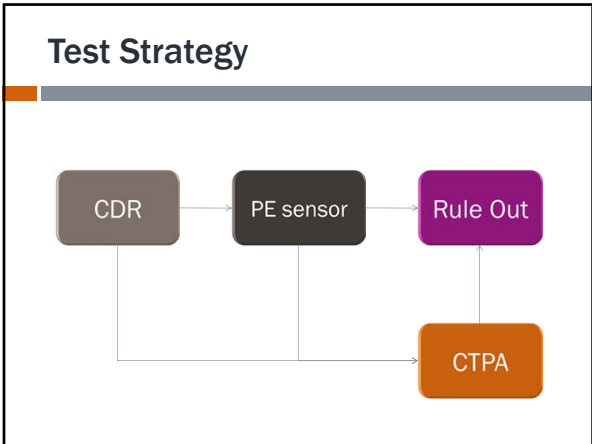 Test Strategy
CDR
PE sensor
Rule Out
CTPA